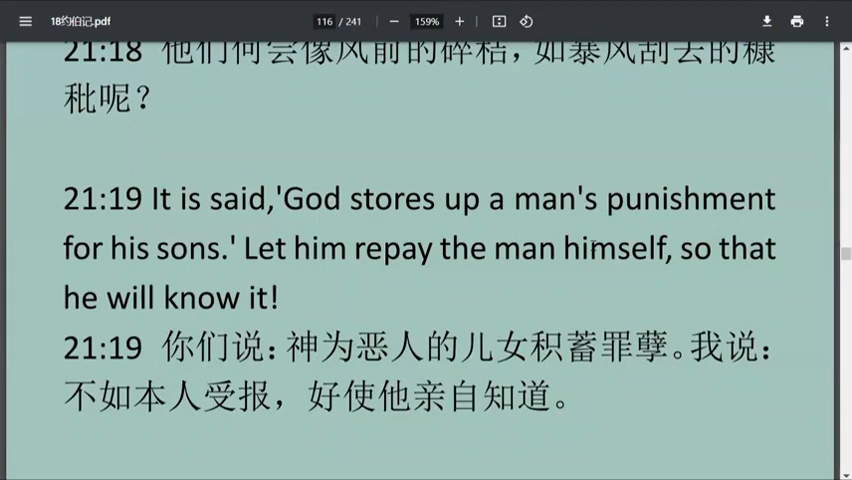 18约伯记.pdf
116 / 241
159%
21:18 他们何尝像风前的碎秸，如暴风刮去的糠
秕呢？
21:19 It is said,'God stores up a man's punishment
for his sons.' Let him repay the man himself, so that
he will know it!
21:19 你们说：神为恶人的儿女积蓄罪孽。我说：
不如本人受报，好使他亲自知道。